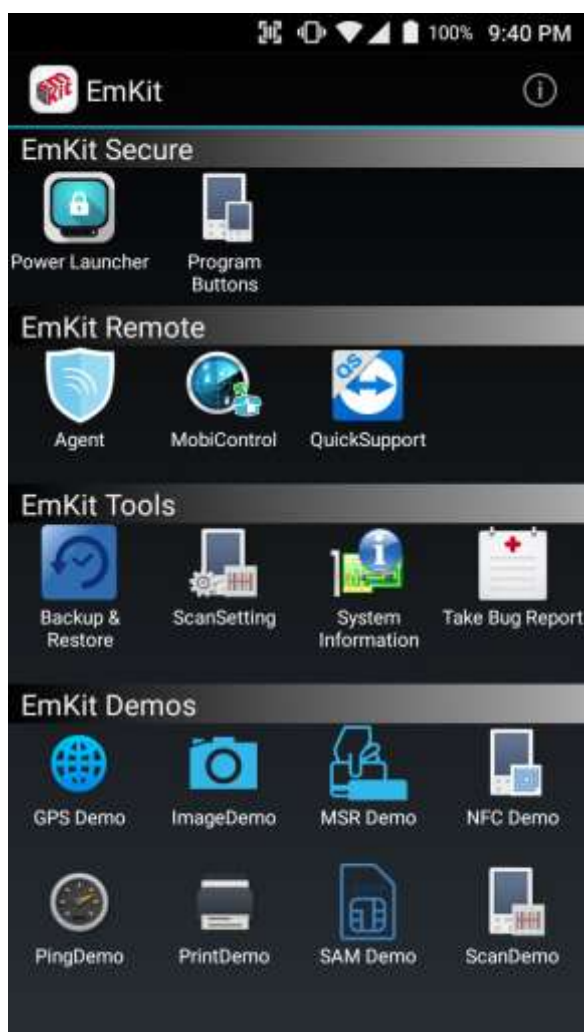 100% 9:40 PM
Kit EmKit
EmKit Secure
Power Launcher
Program
Buttons
EmKit Remote
QS
Agent
MobiControl
QuickSupport
EmKit Tools
Backup &
Restore
ScanSetting
System
Information
Take Bug Report
EmKit Demos
GPS Demo
ImageDemo
MSR Demo
NFC Demo
PingDemo
PrintDemo
SAM Demo
ScanDemo